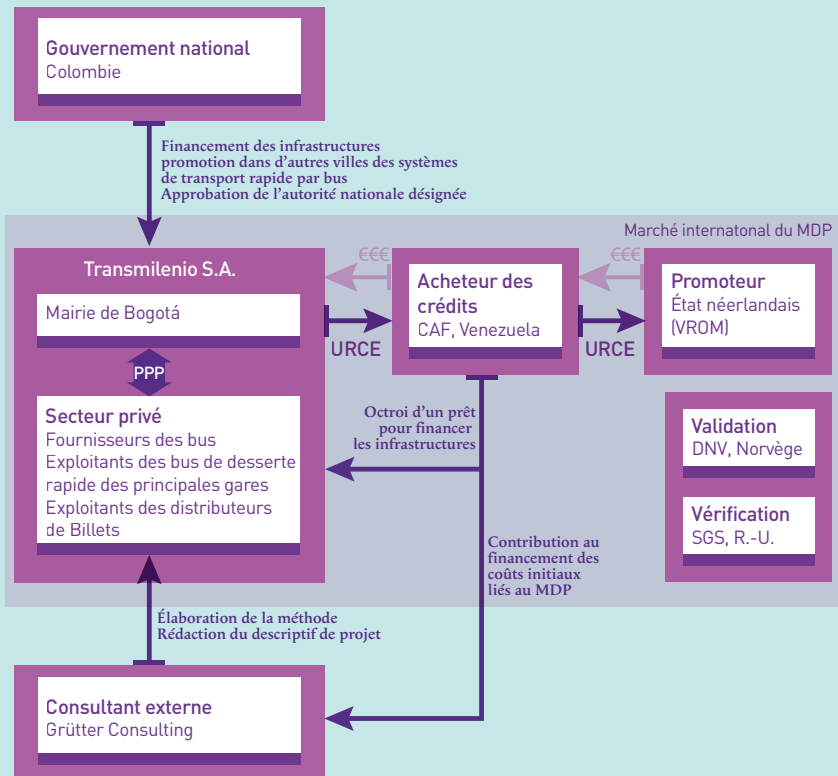 Gouvernement national
Colombie
Financement des infrastructures
promotion dans d'autres villes des systèmes
de transport rapide par bus
Approbation de l'autorité nationale désignée
Marché internatonal du MDP
Transmilenio S.A.
Mairie de Bogotá
PPP
Secteur privé
Fournisseurs des bus
Exploitants des bus de desserte
rapide des principales gares
Exploitants des distributeurs
de Billets
€€€
URCE
Acheteur des
crédits
CAF, Venezuela
€€€
URCE
Promoteur
État néerlandais
(VROM)
Octroi d'un prêt
pour financer
les infrastructures
Validation
DNV, Norvège
Vérification
SGS, R.-U.
Contribution au
financement des
coûts initiaux
liés au MDP
Élaboration de la méthode
Rédaction du descriptif de projet
Consultant externe
Grütter Consulting